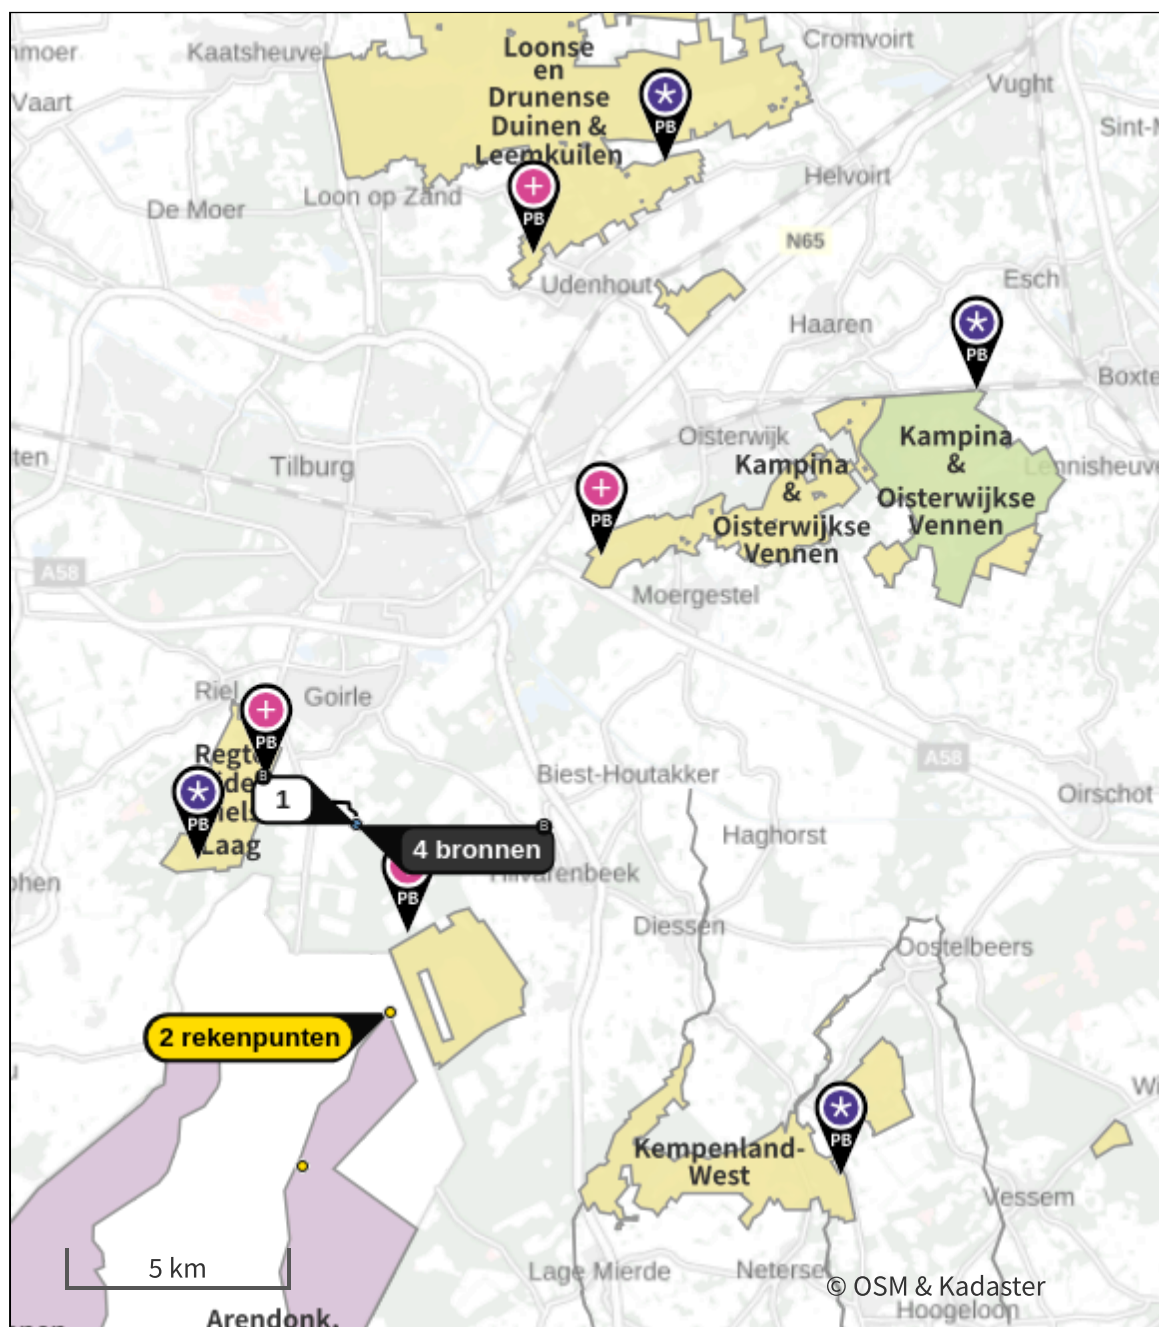 Kaatsheuvel
Loonse
en
Drunense
Duinen &
Leemkuilen
Cromvoirt
Vught
Vaart
PB
Helvoirt
Loon op Zand
De Moer
PB
N65
Udenhout
Esch
Haaren
PB
Oisterwijk
Kampina
&
Oisterwijkse
Vennen
Kampina
&
Oisterwijkse
Vennen
Tilburg
PB
A58
Moergestel
Riel
Goirle
PB
Laag
PB
1
B
B
4 bronnen
PB
Biest-Houtakker
A58
Oirschot
Haghorst
Diessen
Oostelbeers
2 rekenpunten
PB
Kempenland-
West
Vessem
5 km
Lage Mierde
Netersel
© OSM & Kadaster
Hoogeloon
Arendonk,